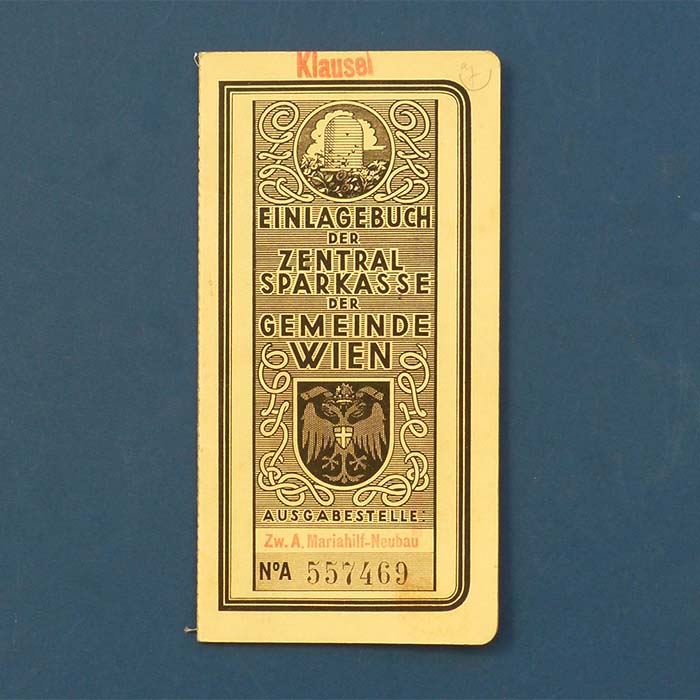 Klausel
EINLAGEBUCH
DER
ZENTRAL
SPARKASSE
DER
GEMEINDE
WIEN
AUSGABESTELLE:
Zw. A. Mariahilf-Neubau
NºA 557469